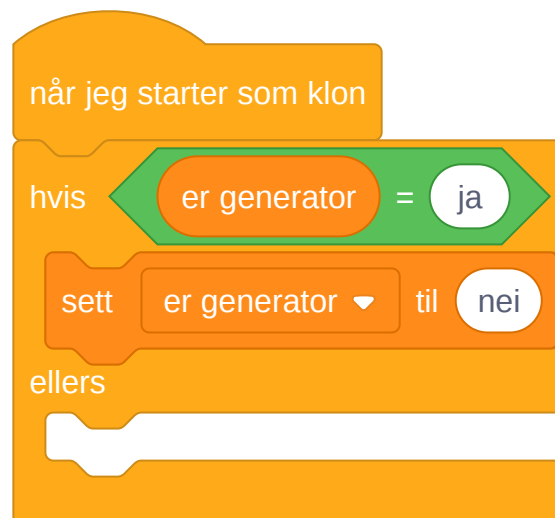 når jeg starter som klon
hvis er generator = ja
sett er generator til nei
ellers